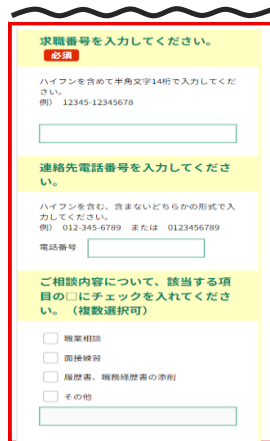 求職番号を入力してください。
必須
ハイフンを含めて半角文字14桁で入力してくだ
さい。
例） 12345-12345678
連絡先電話番号を入力してくださ
い。
ハイフンを含む、含まないどちらかの形式で入
力してください。
例） 012-345-6789 または 0123456789
電話番号
ご相談内容について、該当する項
目の□にチェックを入れてくださ
い。（複数選択可）
職業相談
面接練習
履歴書、職務経歴書の添削
その他